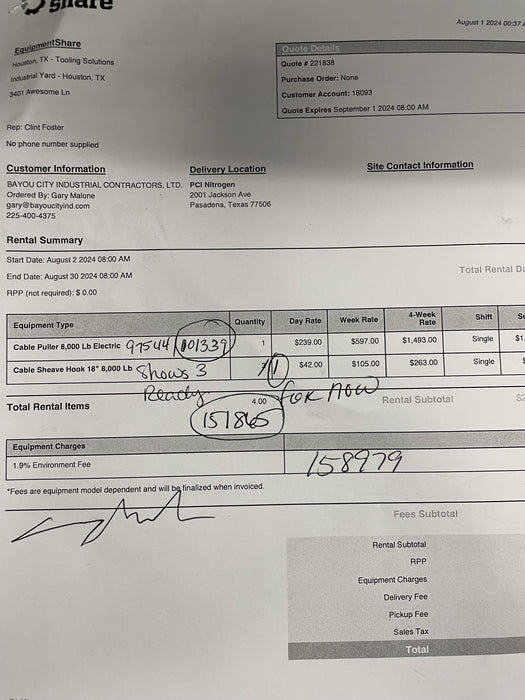 Share
August 1 2024 00:37
EquipmentShare
Houston, TX - Tooling Solutions
Industrial Yard - Houston, TX
3401 Awesome Ln
Quote Details
Quote # 221838
Purchase Order: None
Customer Account: 18093
Quote Expires September 1 2024 08:00 AM
Rep: Clint Foster
No phone number supplied
Customer Information
BAYOU CITY INDUSTRIAL CONTRACTORS, LTD.
Ordered By: Gary Malone
gary@bayoucityind.com
225-400-4375
Delivery Location
PCI Nitrogen
2001 Jackson Ave
Pasadena, Texas 77506
Site Contact Information
Rental Summary
Start Date: August 2 2024 08:00 AM
End Date: August 30 2024 08:00 AM
RPP (not required): $ 0.00
Total Rental Da
Equipment Type Quantity Day Rate Week Rate 4-Week Rate Shift Su
Cable Puller 8,000 Lb Electric 97544 101339 1 $239.00 $597.00 $1,493.00 Single $1,
Cable Sheave Hook 18" 8,000 Lb Shows 3 1 $42.00 $105.00 $263.00 Single $
Ready for now
Total Rental Items 4.00 Rental Subtotal $2
151865
Equipment Charges
1.9% Environment Fee 158979
*Fees are equipment model dependent and will be finalized when invoiced.
Fees Subtotal
Rental Subtotal
RPP
Equipment Charges
Delivery Fee
Pickup Fee
Sales Tax
Total